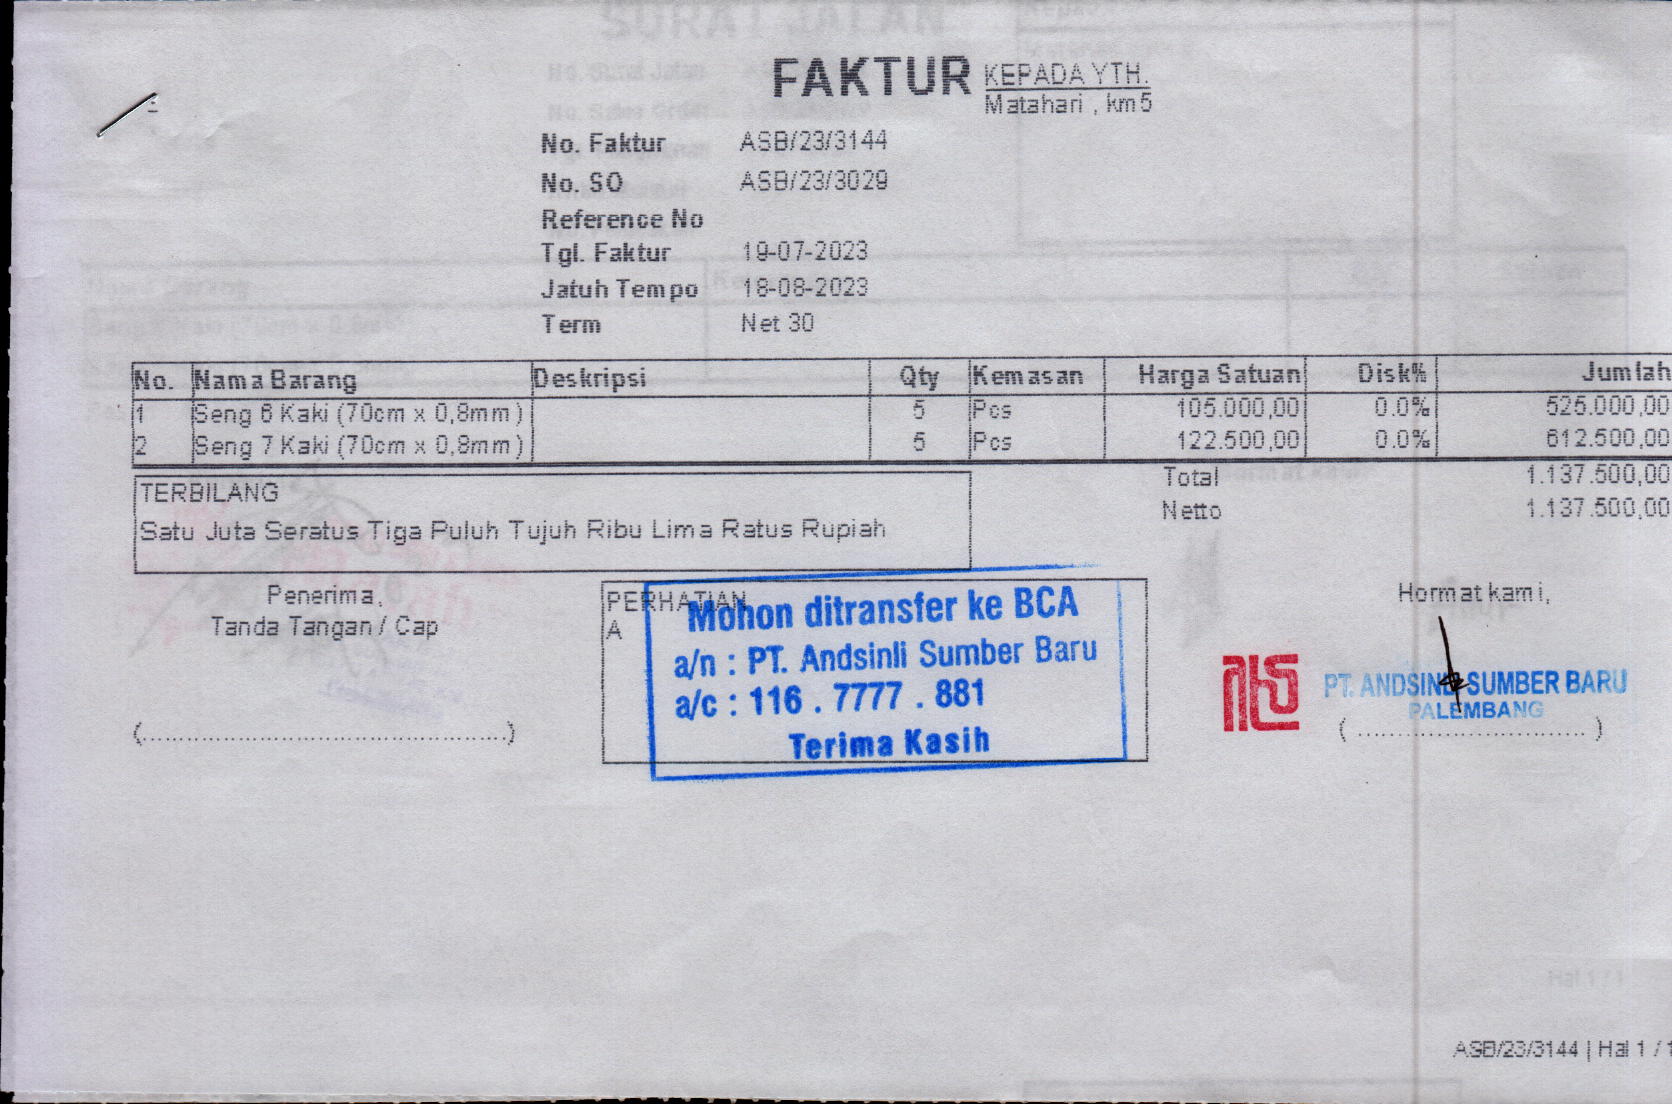 FAKTUR
KEPADA YTH.
Matahari , km5
No. Faktur ASB/23/3144
No. SO ASB/23/3029
Reference No
Tgl. Faktur 19-07-2023
Jatuh Tempo 18-08-2023
Term Net 30
No. Nama Barang Deskripsi Qty Kemasan Harga Satuan Disk% Jumlah
1 Seng 6 Kaki (70cm x 0,8mm) 5 Pcs 105.000,00 0.0% 525.000,00
2 Seng 7 Kaki (70cm x 0,8mm) 5 Pcs 122.500,00 0.0% 612.500,00
Total 1.137.500,00
Netto 1.137.500,00
TERBILANG
Satu Juta Seratus Tiga Puluh Tujuh Ribu Lima Ratus Rupiah
Penerima,
Tanda Tangan / Cap
(............................................)
PERHATIAN
A
Mohon ditransfer ke BCA
a/n : PT. Andsinli Sumber Baru
a/c : 116 . 7777 . 881
Terima Kasih
Hormat kami,
PT. ANDSINLI SUMBER BARU
PALEMBANG
( ............................ )
ASB/23/3144 | Hal 1 / 1